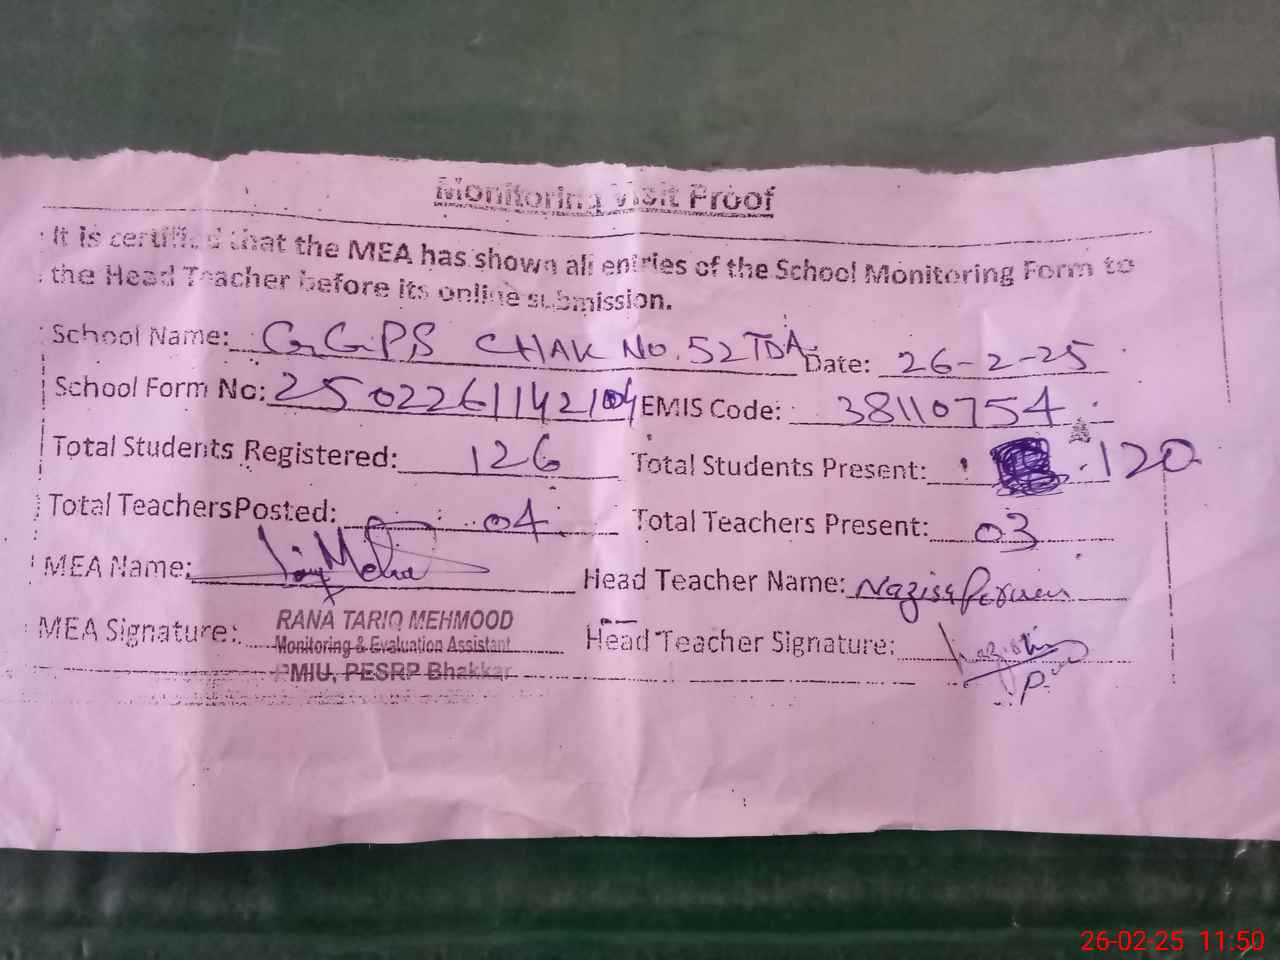 Monitoring Visit Proof
It is certified that the MEA has shown all entries of the School Monitoring Form to
the Head Teacher before its online submission.
School Name: GGPS CHAK No. 52TDA Date: 26-2-25
School Form No: 250226114210 EMIS Code: 38110754
Total Students Registered: 126 Total Students Present: 120
Total TeachersPosted: 04 Total Teachers Present: 03
MEA Name: Head Teacher Name:
MEA Signature: RANA TARIQ MEHMOOD Head Teacher Signature:
Monitoring & Evaluation Assistant
PMIU, PESRP Bhakkar
26-02-25 11:50